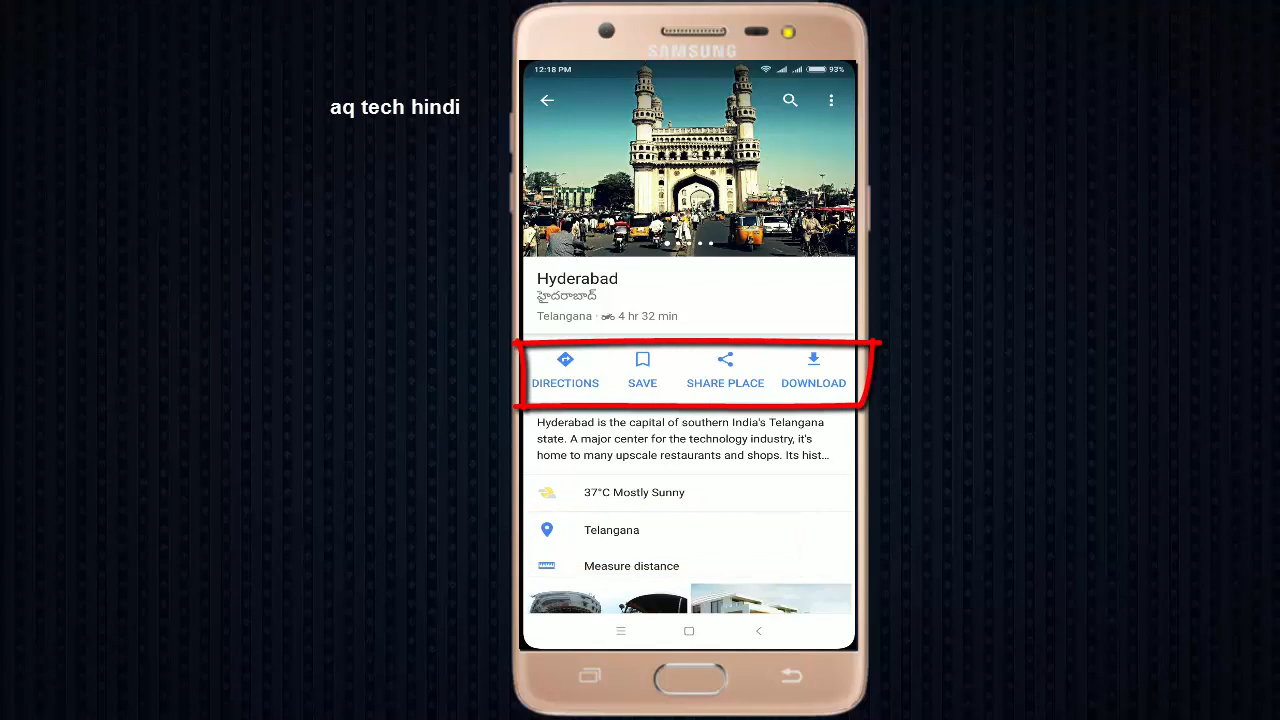 aq tech hindi
SAMSUNG
12:18 PM 93%
Hyderabad
హైదరాబాద్
Telangana · 4 hr 32 min
DIRECTIONS SAVE SHARE PLACE DOWNLOAD
Hyderabad is the capital of southern India's Telangana
state. A major center for the technology industry, it's
home to many upscale restaurants and shops. Its hist...
37°C Mostly Sunny
Telangana
Measure distance